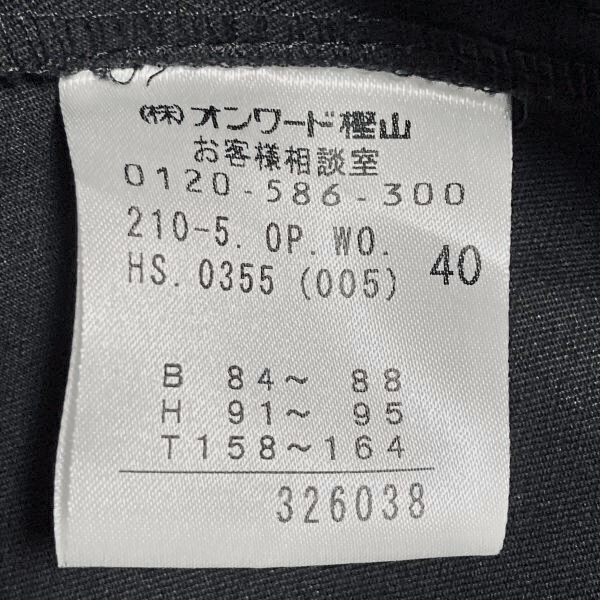 (株)オンワード樫山
お客様相談室
0120-586-300
210-5. OP. WO.
HS. 0355 (005) 40
B 84～ 88
H 91～ 95
T158～164
326038